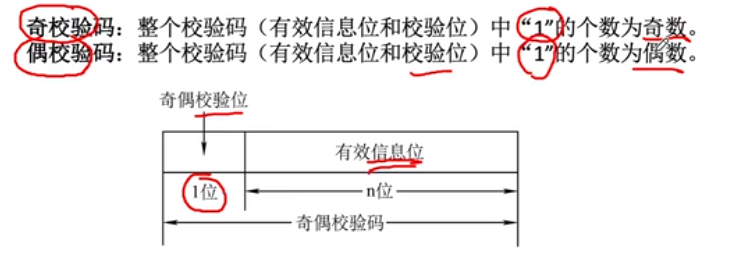 奇校验码：整个校验码（有效信息位和校验位）中“1”的个数为奇数。
偶校验码：整个校验码（有效信息位和校验位）中“1”的个数为偶数。
奇偶校验位
有效信息位
1位
n位
奇偶校验码